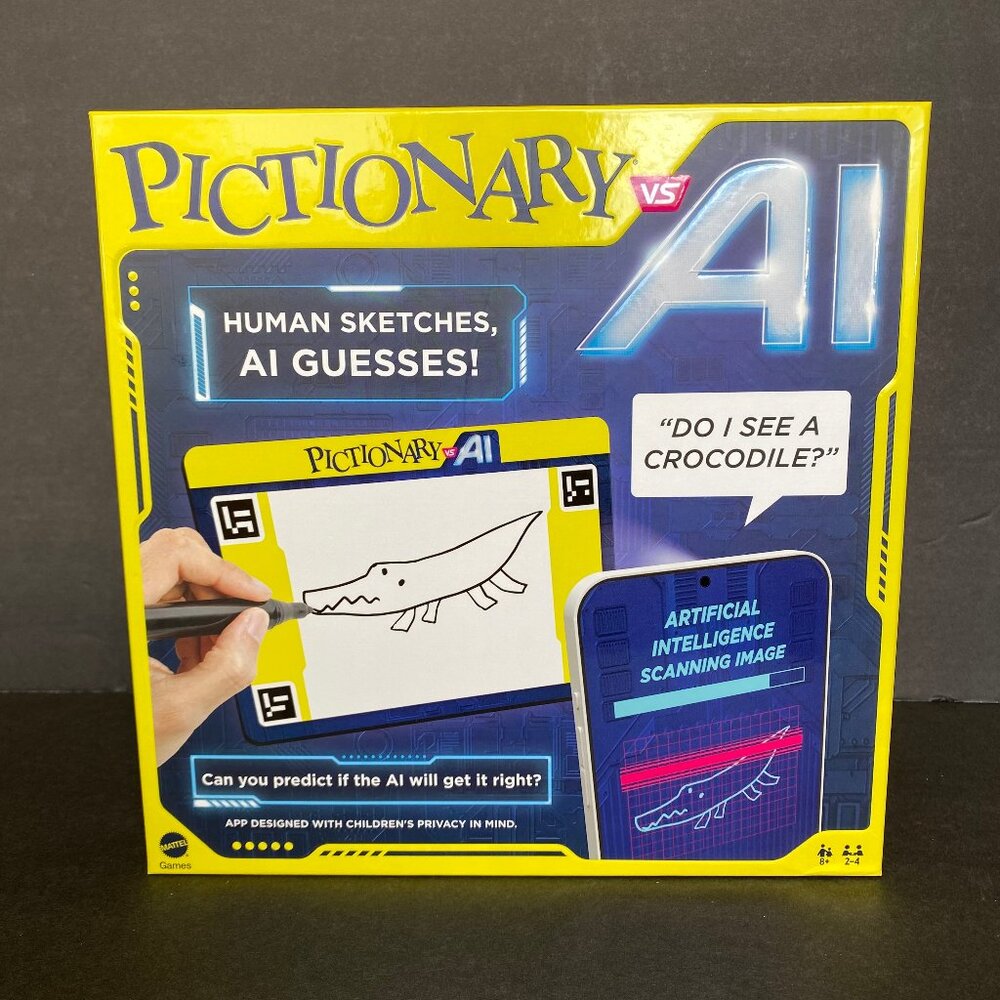 PICTIONARY VS AI
HUMAN SKETCHES,
AI GUESSES!
"DO I SEE A
CROCODILE?"
PICTIONARY VS AI
ARTIFICIAL
INTELLIGENCE
SCANNING IMAGE
Can you predict if the AI will get it right?
APP DESIGNED WITH CHILDREN'S PRIVACY IN MIND.
MATTEL
Games
8+ 2-4